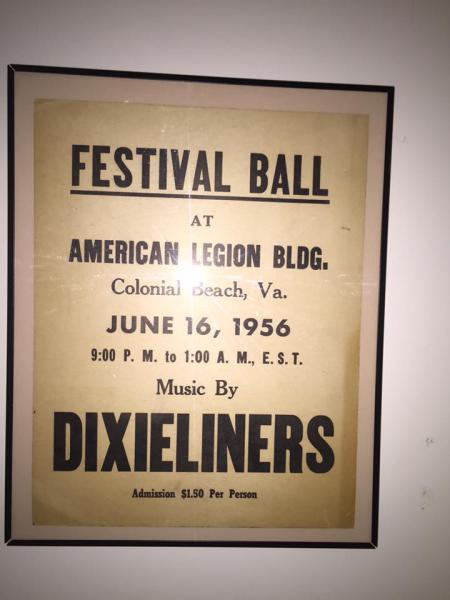 FESTIVAL BALL
AT
AMERICAN LEGION BLDG.
Colonial Beach, Va.
JUNE 16, 1956
9:00 P. M. to 1:00 A. M., E.S.T.
Music By
DIXIELINERS
Admission $1.50 Per Person